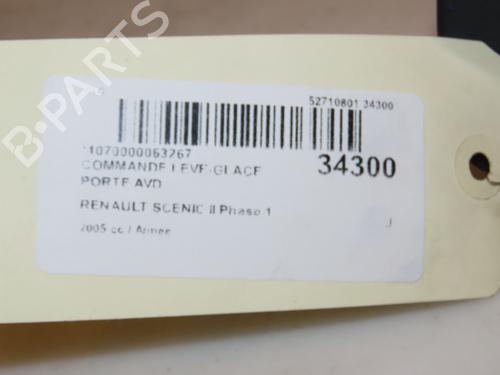 B-PARTS
52710801 34300
11070000063267
34300
COMMANDE LEVE-GLACE
PORTE AVD
RENAULT SCENIC II Phase 1
2005 cc / Annee